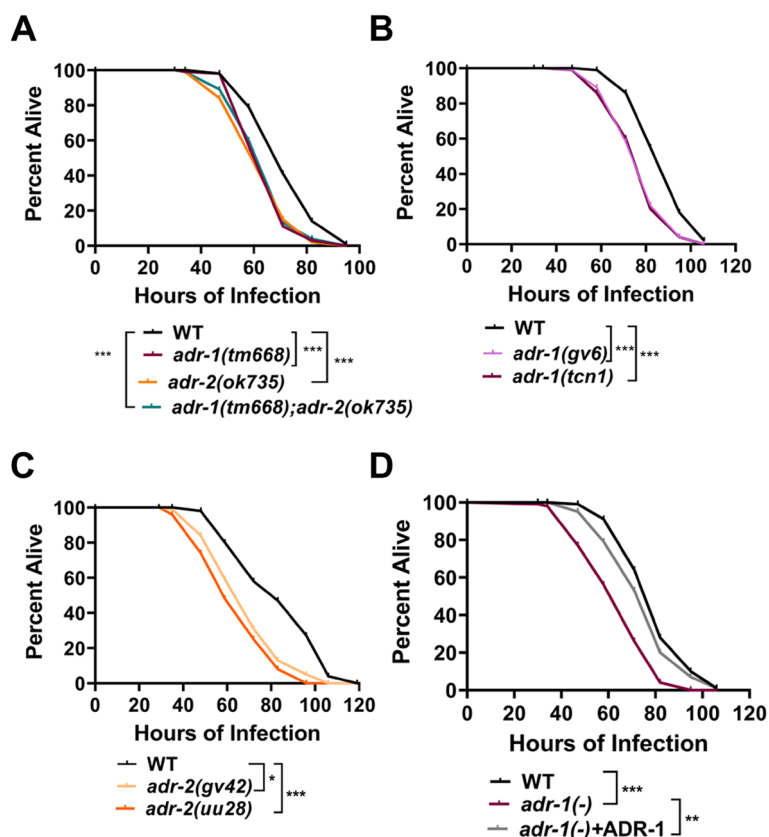 A
Percent Alive
100
80
60
40
20
0
0 20 40 60 80 100
Hours of Infection
WT
adr-1(tm668)
adr-2(ok735)
adr-1(tm668);adr-2(ok735)
***
***
***
B
Percent Alive
100
80
60
40
20
0
0 20 40 60 80 100 120
Hours of Infection
WT
adr-1(gv6)
adr-1(tcn1)
***
***
C
Percent Alive
100
80
60
40
20
0
0 20 40 60 80 100 120
Hours of Infection
WT
adr-2(gv42)
adr-2(uu28)
*
***
D
Percent Alive
100
80
60
40
20
0
0 20 40 60 80 100 120
Hours of Infection
WT
adr-1(-)
adr-1(-)+ADR-1
***
**